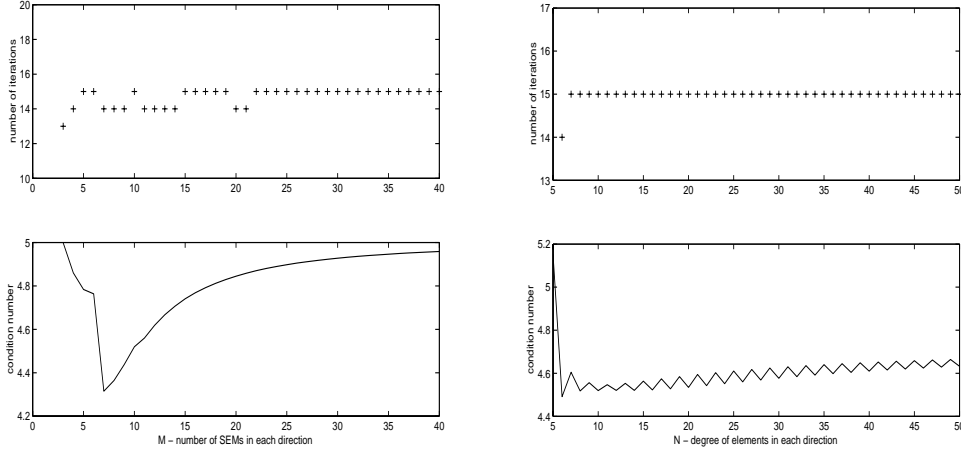 20
18
16
14
12
10
number of iterations
0 5 10 15 20 25 30 35 40
17
16
15
14
13
number of iterations
5 10 15 20 25 30 35 40 45 50
5
4.8
4.6
4.4
4.2
condition number
0 5 10 15 20 25 30 35 40
M – number of SEMs in each direction
5.2
5
4.8
4.6
4.4
condition number
5 10 15 20 25 30 35 40 45 50
N – degree of elements in each direction